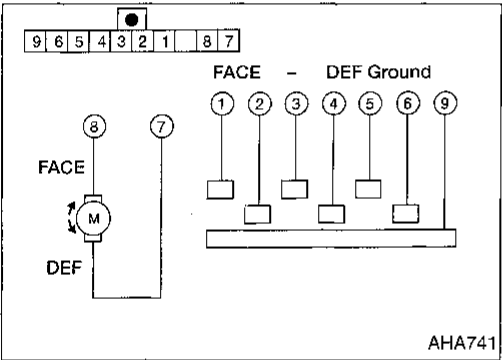 9 6 5 4 3 2 1 8 7
FACE – DEF Ground
1 2 3 4 5 6 9
8 7
FACE
M
DEF
AHA741